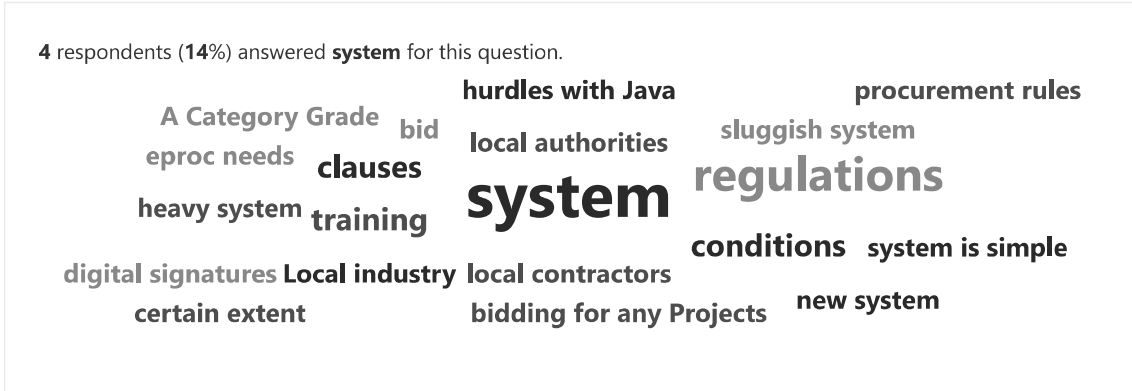 4 respondents (14%) answered system for this question.
hurdles with Java
procurement rules
A Category Grade
bid
local authorities
sluggish system
eproc needs
clauses
system
regulations
heavy system
training
conditions
system is simple
digital signatures
Local industry
local contractors
certain extent
bidding for any Projects
new system